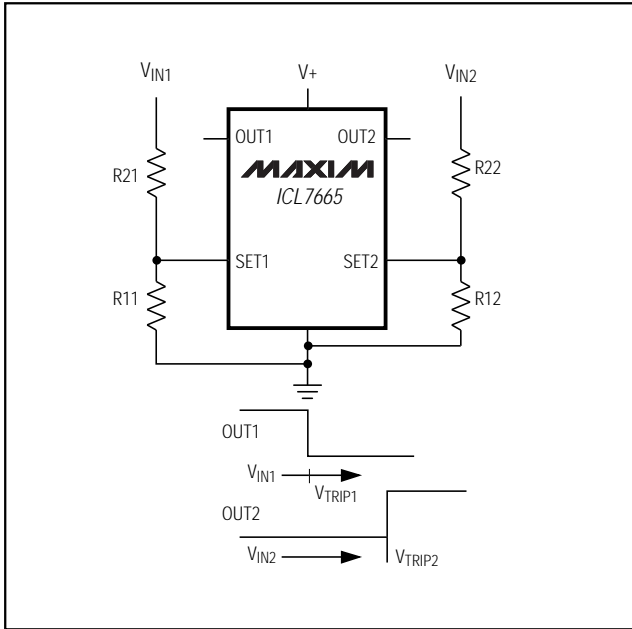 VIN1
V+
VIN2
OUT1
OUT2
R21
MAXIM
R22
ICL7665
SET1
SET2
R11
R12
OUT1
VIN1
VTRIP1
OUT2
VIN2
VTRIP2